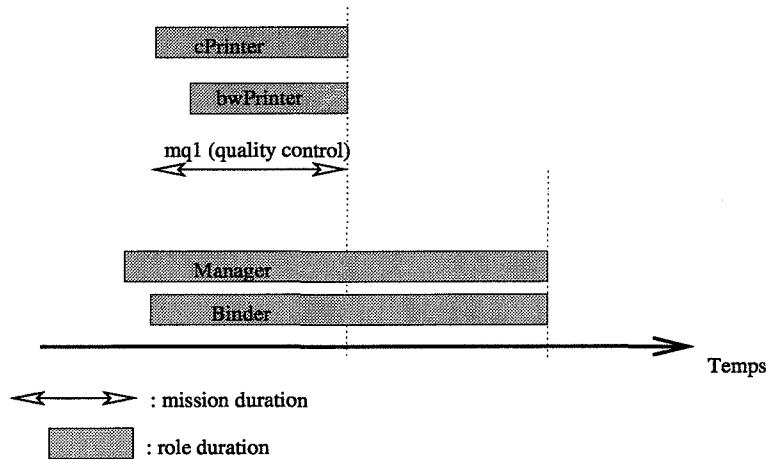 cPrinter
bwPrinter
mq1 (quality control)
Manager
Binder
Temps
: mission duration
: role duration